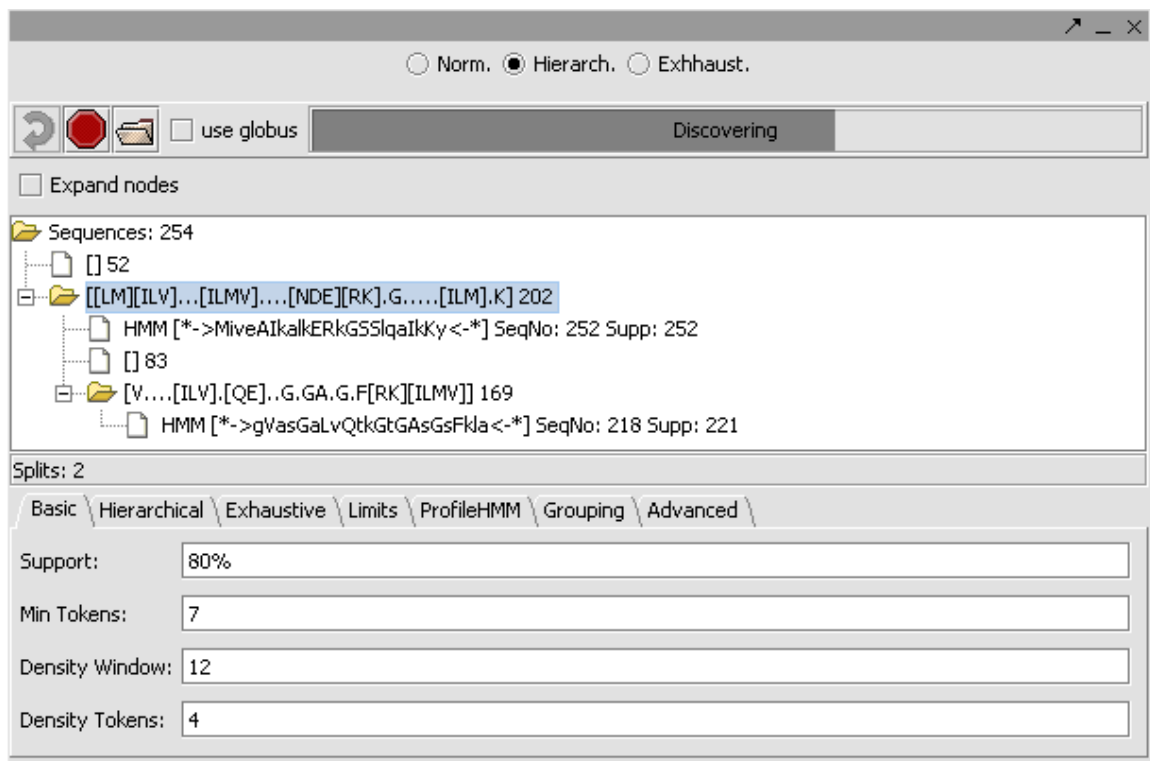 Norm. Hierarch. Exhhaust.
use globus Discovering
Expand nodes
Sequences: 254
[] 52
[[LM][ILV]...[ILMV]....[NDE][RK].G.....[ILM].K] 202
HMM [*->MiveAIkalkERkGSSlqaIkKy<-*] SeqNo: 252 Supp: 252
[] 83
[V....[ILV].[QE]..G.GA.G.F[RK][ILMV]] 169
HMM [*->gVasGaLvQtkGtGAsGsFkla<-*] SeqNo: 218 Supp: 221
Splits: 2
Basic Hierarchical Exhaustive Limits ProfileHMM Grouping Advanced
Support: 80%
Min Tokens: 7
Density Window: 12
Density Tokens: 4